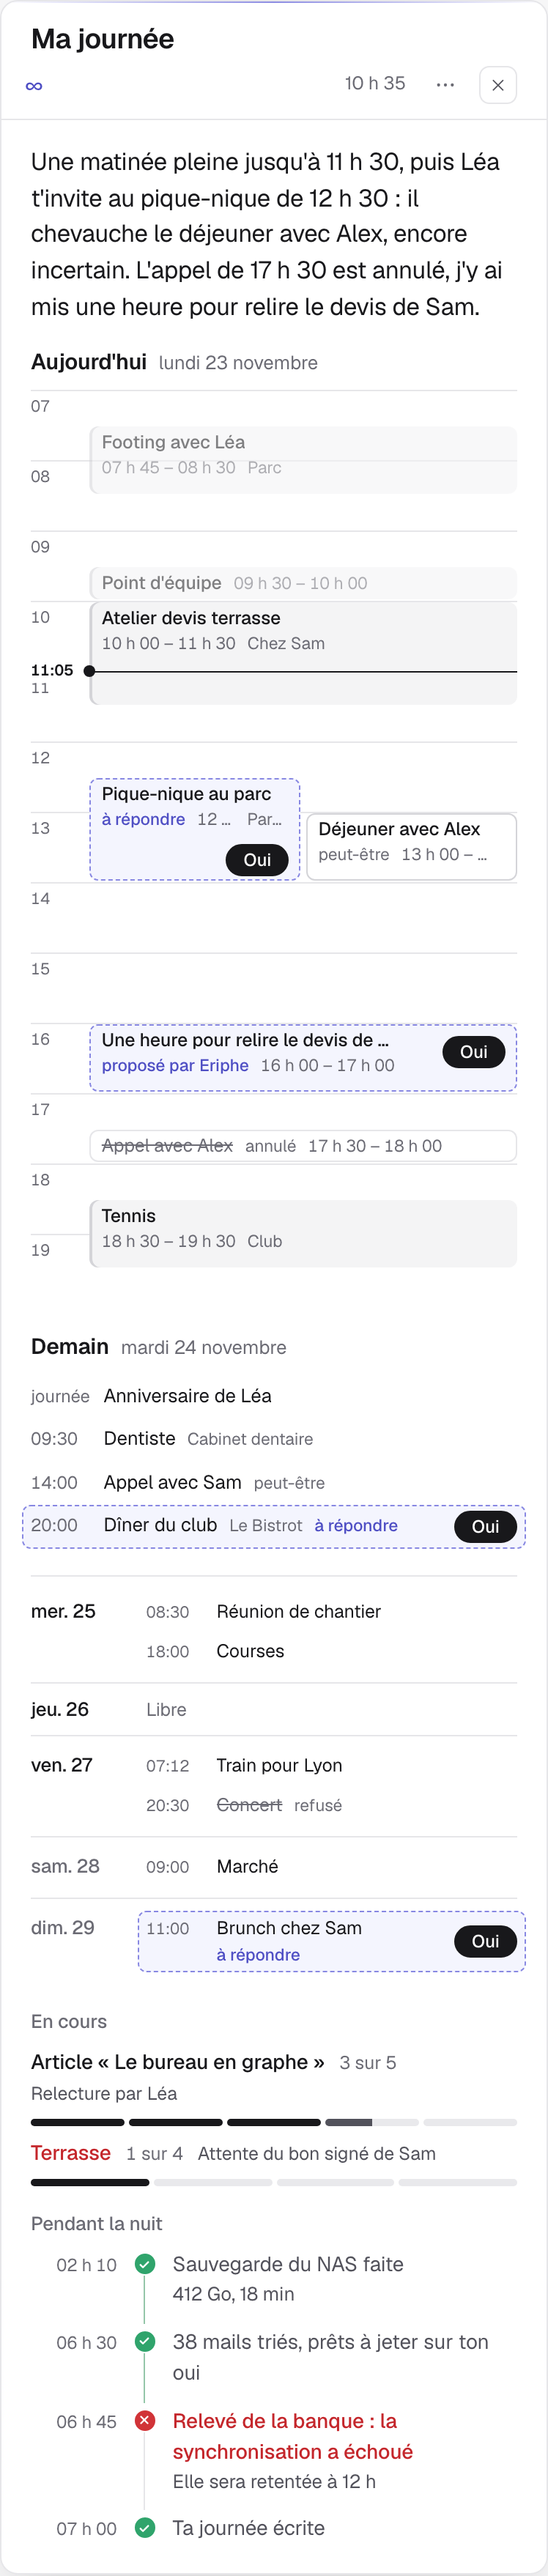 Ma journée
10 h 35
Une matinée pleine jusqu'à 11 h 30, puis Léa
t'invite au pique-nique de 12 h 30 : il
chevauche le déjeuner avec Alex, encore
incertain. L'appel de 17 h 30 est annulé, j'y ai
mis une heure pour relire le devis de Sam.
Aujourd'hui lundi 23 novembre
07
Footing avec Léa
07 h 45 – 08 h 30 Parc
08
09
Point d'équipe 09 h 30 – 10 h 00
10
Atelier devis terrasse
10 h 00 – 11 h 30 Chez Sam
11:05
11
12
Pique-nique au parc
à répondre 12 ... Par...
Oui
13
Déjeuner avec Alex
peut-être 13 h 00 – ...
14
15
16
Une heure pour relire le devis de ...
proposé par Eriphe 16 h 00 – 17 h 00
Oui
17
Appel avec Alex annulé 17 h 30 – 18 h 00
18
Tennis
18 h 30 – 19 h 30 Club
19
Demain mardi 24 novembre
journée Anniversaire de Léa
09:30 Dentiste Cabinet dentaire
14:00 Appel avec Sam peut-être
20:00 Dîner du club Le Bistrot à répondre Oui
mer. 25 08:30 Réunion de chantier
18:00 Courses
jeu. 26 Libre
ven. 27 07:12 Train pour Lyon
20:30 Concert refusé
sam. 28 09:00 Marché
dim. 29 11:00 Brunch chez Sam
à répondre
Oui
En cours
Article « Le bureau en graphe » 3 sur 5
Relecture par Léa
Terrasse 1 sur 4 Attente du bon signé de Sam
Pendant la nuit
02 h 10 Sauvegarde du NAS faite
412 Go, 18 min
06 h 30 38 mails triés, prêts à jeter sur ton
oui
06 h 45 Relevé de la banque : la
synchronisation a échoué
Elle sera retentée à 12 h
07 h 00 Ta journée écrite